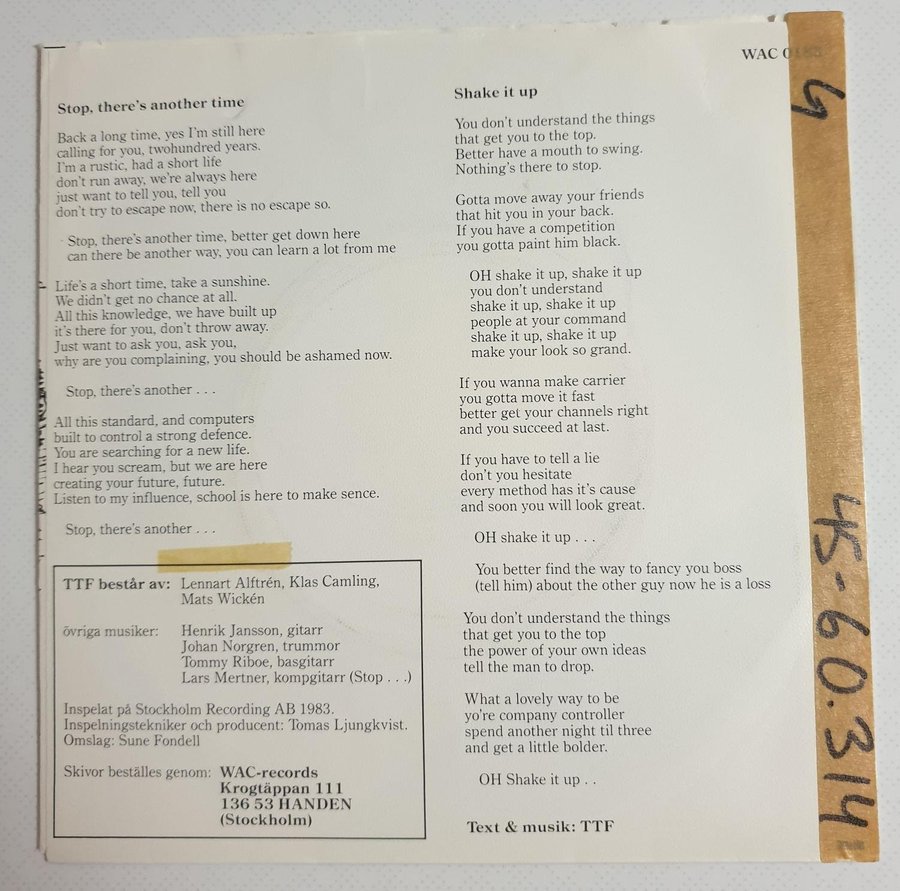 Stop, there's another time
Back a long time, yes I'm still here
calling for you, twohundred years.
I'm a rustic, had a short life
don't run away, we're always here
just want to tell you, tell you
don't try to escape now, there is no escape so.
Stop, there's another time, better get down here
can there be another way, you can learn a lot from me
Life's a short time, take a sunshine.
We didn't get no chance at all.
All this knowledge, we have built up
it's there for you, don't throw away.
Just want to ask you, ask you,
why are you complaining, you should be ashamed now.
Stop, there's another . . .
All this standard, and computers
built to control a strong defence.
You are searching for a new life.
I hear you scream, but we are here
creating your future, future.
Listen to my influence, school is here to make sence.
Stop, there's another . . .
TTF består av: Lennart Alftrén, Klas Camling,
Mats Wickén
övriga musiker: Henrik Jansson, gitarr
Johan Norgren, trummor
Tommy Riboe, basgitarr
Lars Mertner, kompgitarr (Stop . . .)
Inspelat på Stockholm Recording AB 1983.
Inspelningstekniker och producent: Tomas Ljungkvist.
Omslag: Sune Fondell
Skivor beställes genom: WAC-records
Krogtäppan 111
136 53 HANDEN
(Stockholm)
WAC
Shake it up
You don't understand the things
that get you to the top.
Better have a mouth to swing.
Nothing's there to stop.
Gotta move away your friends
that hit you in your back.
If you have a competition
you gotta paint him black.
OH shake it up, shake it up
you don't understand
shake it up, shake it up
people at your command
shake it up, shake it up
make your look so grand.
If you wanna make carrier
you gotta move it fast
better get your channels right
and you succeed at last.
If you have to tell a lie
don't you hesitate
every method has it's cause
and soon you will look great.
OH shake it up . . .
You better find the way to fancy you boss
(tell him) about the other guy now he is a loss
You don't understand the things
that get you to the top
the power of your own ideas
tell the man to drop.
What a lovely way to be
yo're company controller
spend another night til three
and get a little bolder.
OH Shake it up . .
Text & musik: TTF
45-60.314